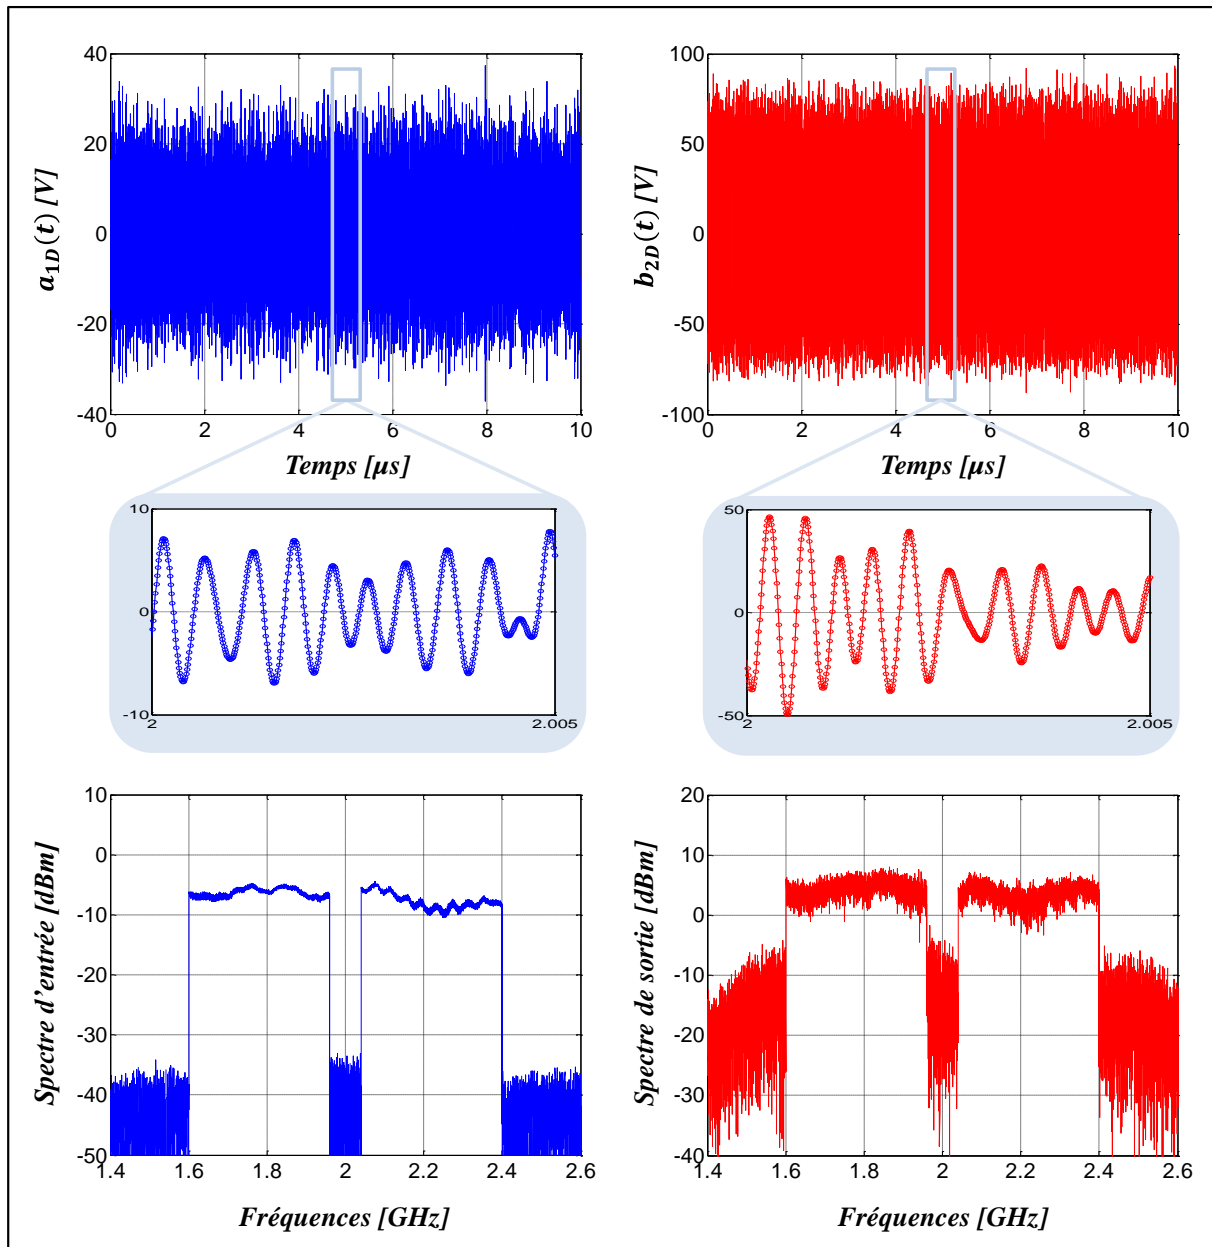 40
20
0
-20
-40
0 2 4 6 8 10
a1D(t) [V]
Temps [µs]
100
50
0
-50
-100
0 2 4 6 8 10
b2D(t) [V]
Temps [µs]
10
0
-10
2 2.005
50
0
-50
2 2.005
10
0
-10
-20
-30
-40
-50
1.4 1.6 1.8 2 2.2 2.4 2.6
Spectre d'entrée [dBm]
Fréquences [GHz]
20
10
0
-10
-20
-30
-40
1.4 1.6 1.8 2 2.2 2.4 2.6
Spectre de sortie [dBm]
Fréquences [GHz]